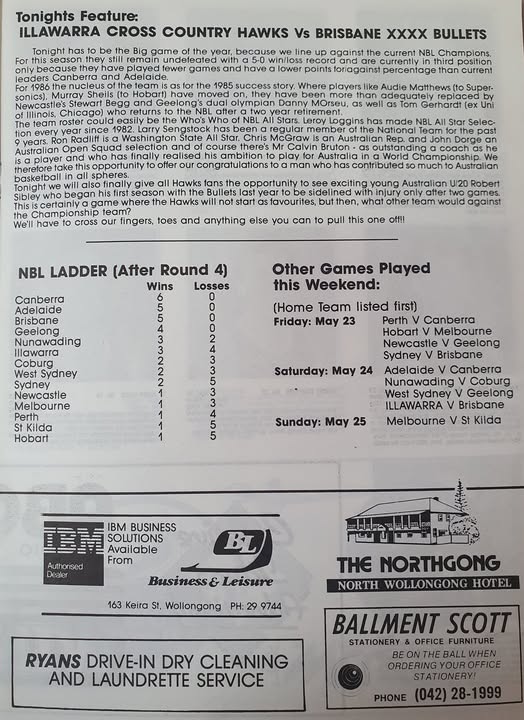 Tonights Feature:
ILLAWARRA CROSS COUNTRY HAWKS Vs BRISBANE XXXX BULLETS
Tonight has to be the Big game of the year, because we line up against the current NBL Champions.
For this season they still remain undefeated with a 5-0 win/loss record and are currently in third position
only because they have played fewer games and have a lower points for/against percentage than current
leaders Canberra and Adelaide.
For 1986 the nucleus of the team is as for the 1985 success story. Where players like Audie Matthews (to Super-
sonics), Murray Sheils (to Hobart) have moved on, they have been more than adequately replaced by
Newcastle's Stewart Begg and Geelong's dual olympian Danny MOrseu, as well as Tom Gerhardt (ex Uni
of Illinois, Chicago) who returns to the NBL after a two year retirement.
The team roster could easily be the Who's Who of NBL All Stars. Leroy Loggins has made NBL All Star Selec-
tion every since 1982. Larry Sengstock has been a regular member of the National Team for the past
9 years. Ron Radliff is a Washington State All Star. Chris McGraw is an Australian Rep. and John Dorge an
Australian Open Squad selection and of course there's Mr Calvin Bruton - as outstanding a coach as he
is a player and who has finally realised his ambition to play for Australia in a World Championship. We
therefore take this opportunity to offer our congratulations to a man who has contributed so much to Australian
basketball in all spheres.
Tonight we will also finally give all Hawks fans the opportunity to see exciting young Australian U/20 Robert
Sibley who began his first season with the Bullets last year to be sidelined with injury only after two games.
This is certainly a game where the Hawks will not start as favourites, but then, what other team would against
the Championship team?
We'll have to cross our fingers, toes and anything else you can to pull this one off!!
NBL LADDER (After Round 4)
Wins Losses
Canberra 6 0
Adelaide 5 0
Brisbane 5 0
Geelong 4 0
Nunawading 3 2
Illawarra 3 4
Coburg 2 3
West Sydney 2 3
Sydney 2 5
Newcastle 1 3
Melbourne 1 3
Perth 1 4
St Kilda 1 5
Hobart 1 5
Other Games Played
this Weekend:
(Home Team listed first)
Friday: May 23 Perth V Canberra
Hobart V Melbourne
Newcastle V Geelong
Sydney V Brisbane
Saturday: May 24 Adelaide V Canberra
Nunawading V Coburg
West Sydney V Geelong
ILLAWARRA V Brisbane
Sunday: May 25 Melbourne V St Kilda
IBM
Authorised
Dealer
IBM BUSINESS
SOLUTIONS
Available
From
BL
Business & Leisure
163 Keira St, Wollongong PH: 29 9744
RYANS DRIVE-IN DRY CLEANING
AND LAUNDRETTE SERVICE
THE NORTHGONG
NORTH WOLLONGONG HOTEL
BALLMENT SCOTT
STATIONERY & OFFICE FURNITURE
BE ON THE BALL WHEN
ORDERING YOUR OFFICE
STATIONERY!
PHONE (042) 28-1999